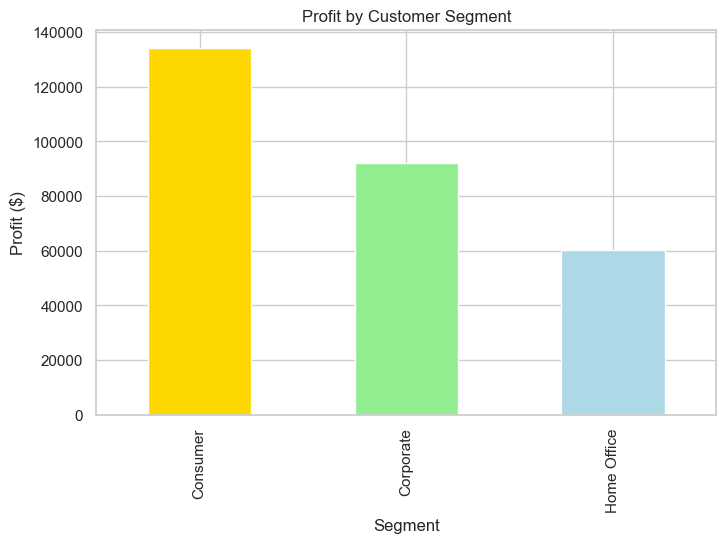 Profit by Customer Segment
Profit ($)
140000
120000
100000
80000
60000
40000
20000
0
Consumer
Corporate
Home Office
Segment